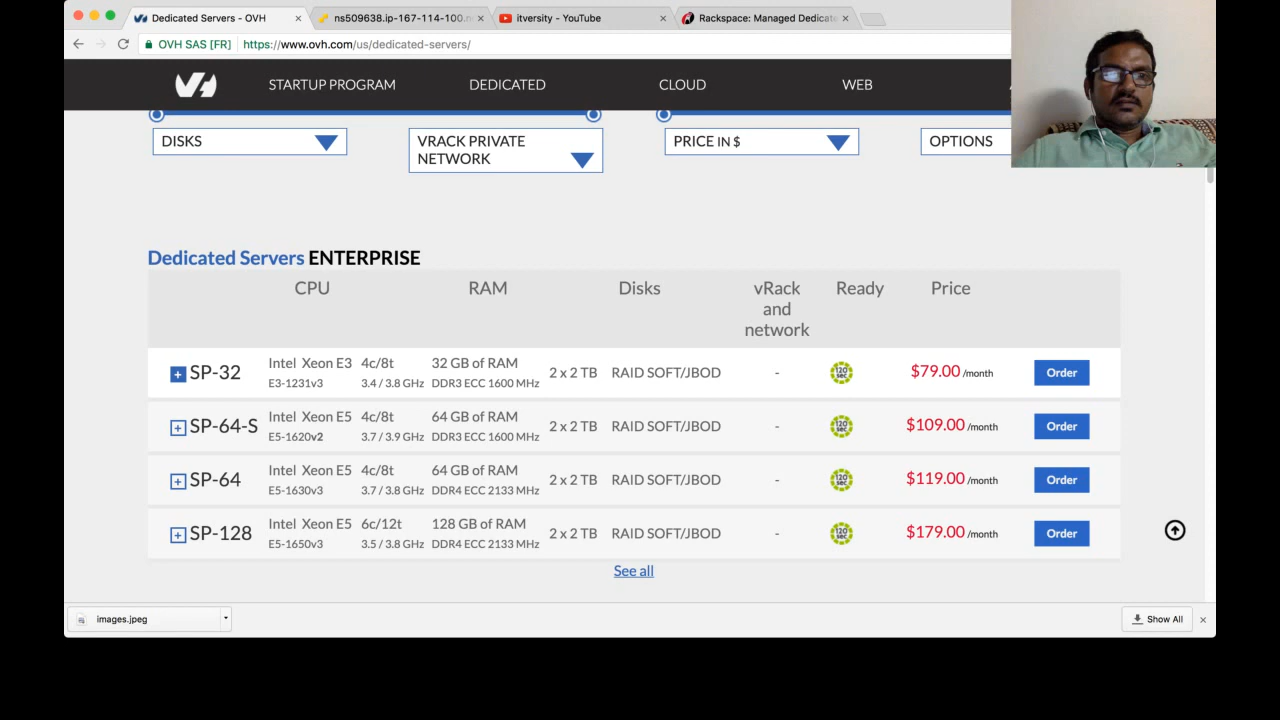 Dedicated Servers - OVH
ns509638.ip-167-114-100.n
itversity - YouTube
Rackspace: Managed Dedicate
OVH SAS [FR]
https://www.ovh.com/us/dedicated-servers/
STARTUP PROGRAM
DEDICATED
CLOUD
WEB
DISKS
VRACK PRIVATE
NETWORK
PRICE IN $
OPTIONS
Dedicated Servers ENTERPRISE
CPU RAM Disks vRack and network Ready Price
SP-32 Intel Xeon E3 4c/8t 32 GB of RAM 2 x 2 TB RAID SOFT/JBOD - 120 sec $79.00 /month Order
E3-1231v3 3.4 / 3.8 GHz DDR3 ECC 1600 MHz
SP-64-S Intel Xeon E5 4c/8t 64 GB of RAM 2 x 2 TB RAID SOFT/JBOD - 120 sec $109.00 /month Order
E5-1620v2 3.7 / 3.9 GHz DDR3 ECC 1600 MHz
SP-64 Intel Xeon E5 4c/8t 64 GB of RAM 2 x 2 TB RAID SOFT/JBOD - 120 sec $119.00 /month Order
E5-1630v3 3.7 / 3.8 GHz DDR4 ECC 2133 MHz
SP-128 Intel Xeon E5 6c/12t 128 GB of RAM 2 x 2 TB RAID SOFT/JBOD - 120 sec $179.00 /month Order
E5-1650v3 3.5 / 3.8 GHz DDR4 ECC 2133 MHz
See all
images.jpeg
Show All